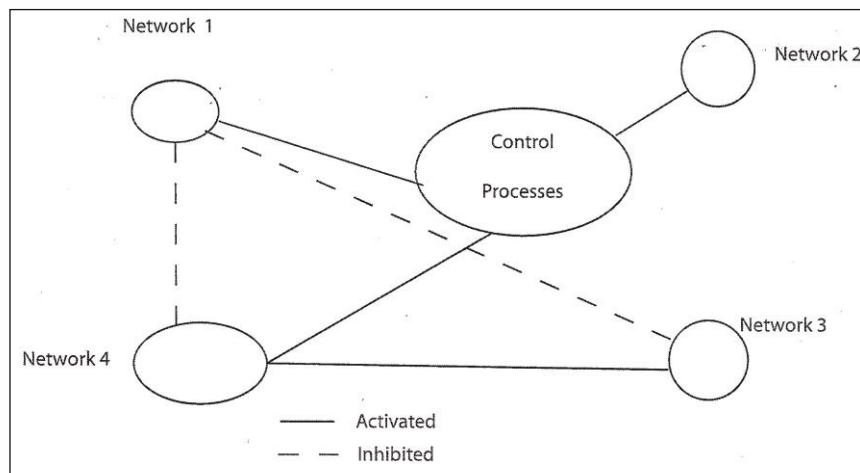 Network 1
Network 2
Control
Processes
Network 3
Network 4
Activated
Inhibited